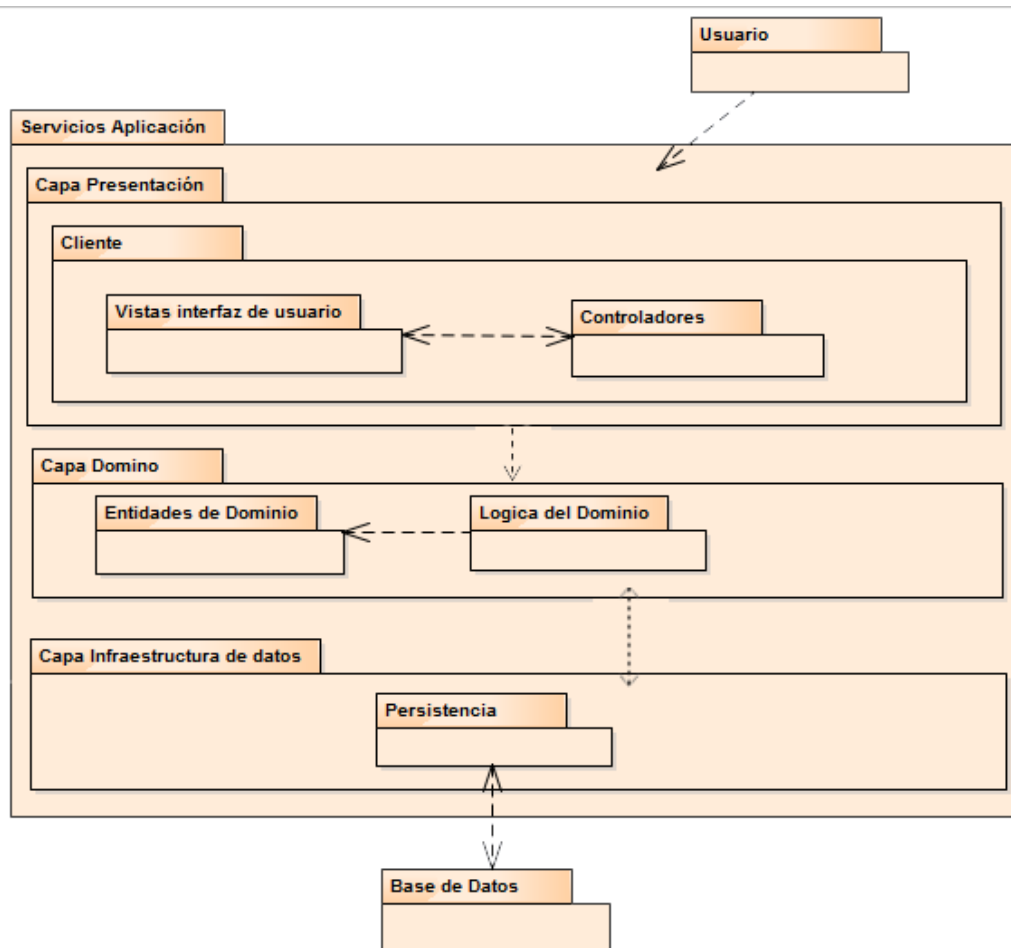 Usuario
Servicios Aplicación
Capa Presentación
Cliente
Vistas interfaz de usuario
Controladores
Capa Domino
Entidades de Dominio
Logica del Dominio
Capa Infraestructura de datos
Persistencia
Base de Datos